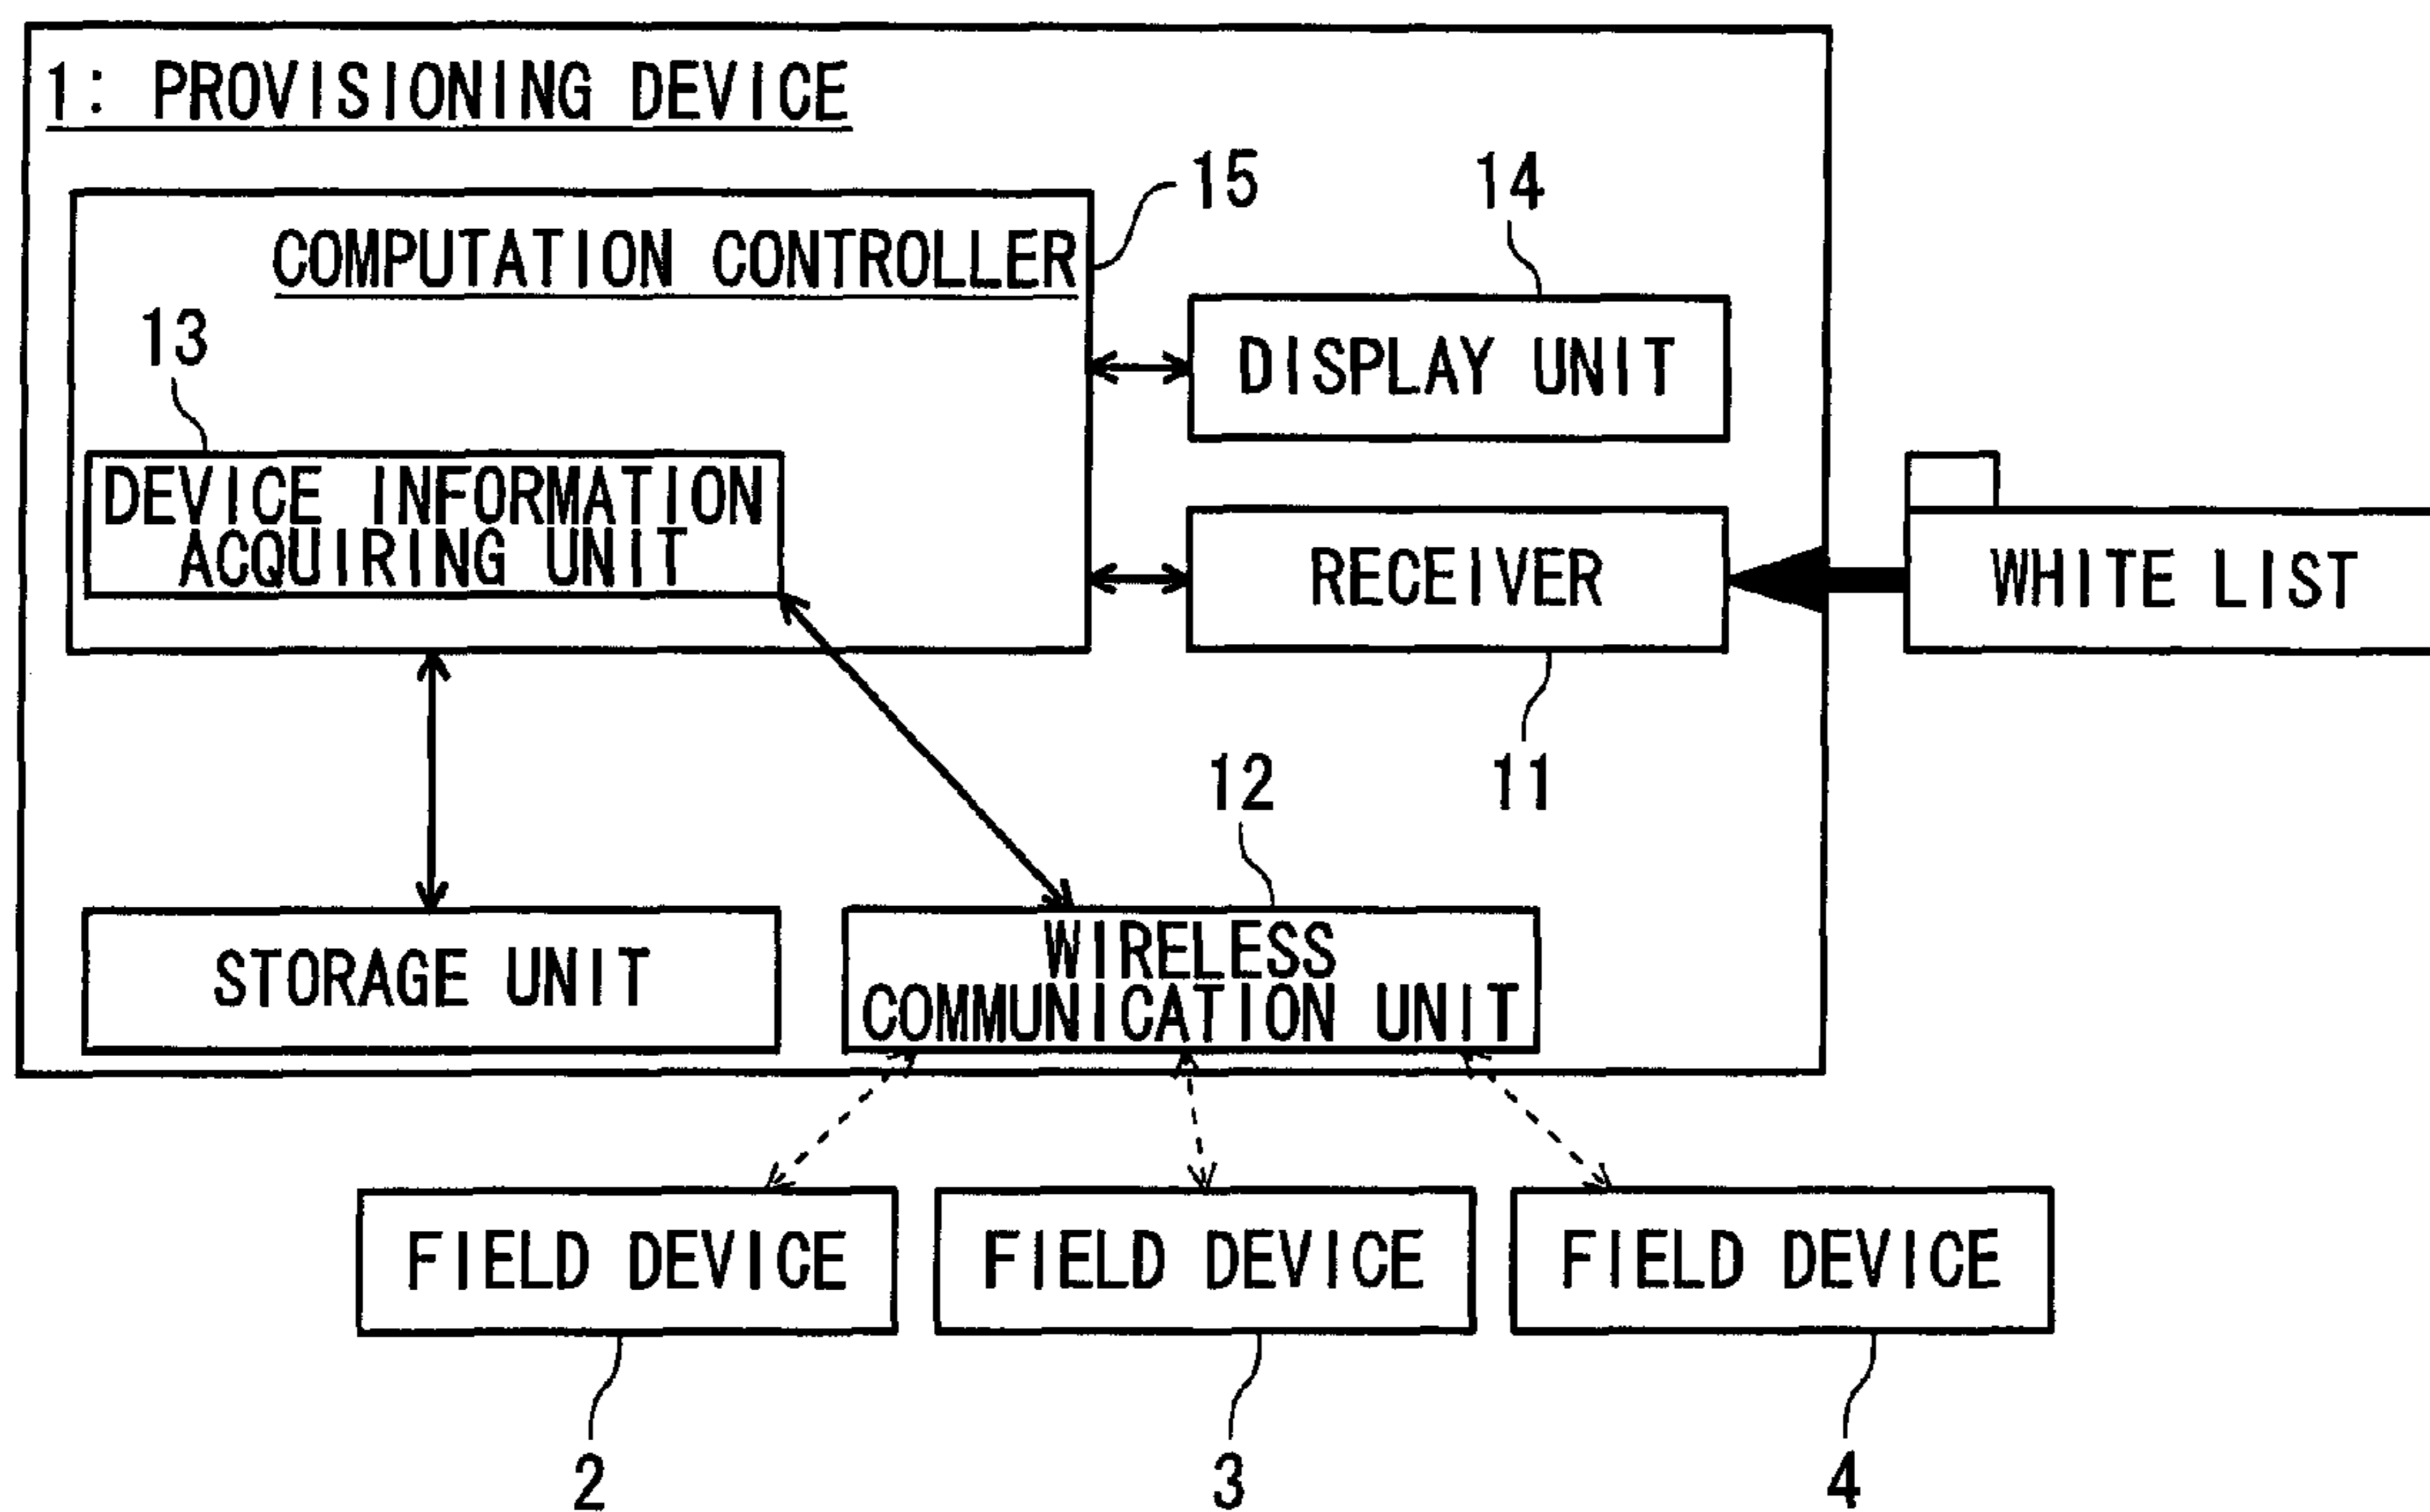 1: PROVISIONING DEVICE
15
14
COMPUTATION CONTROLLER
13
DISPLAY UNIT
DEVICE INFORMATION
ACQUIRING UNIT
RECEIVER
WHITE LIST
12
11
STORAGE UNIT
WIRELESS
COMMUNICATION UNIT
FIELD DEVICE
FIELD DEVICE
FIELD DEVICE
2
3
4